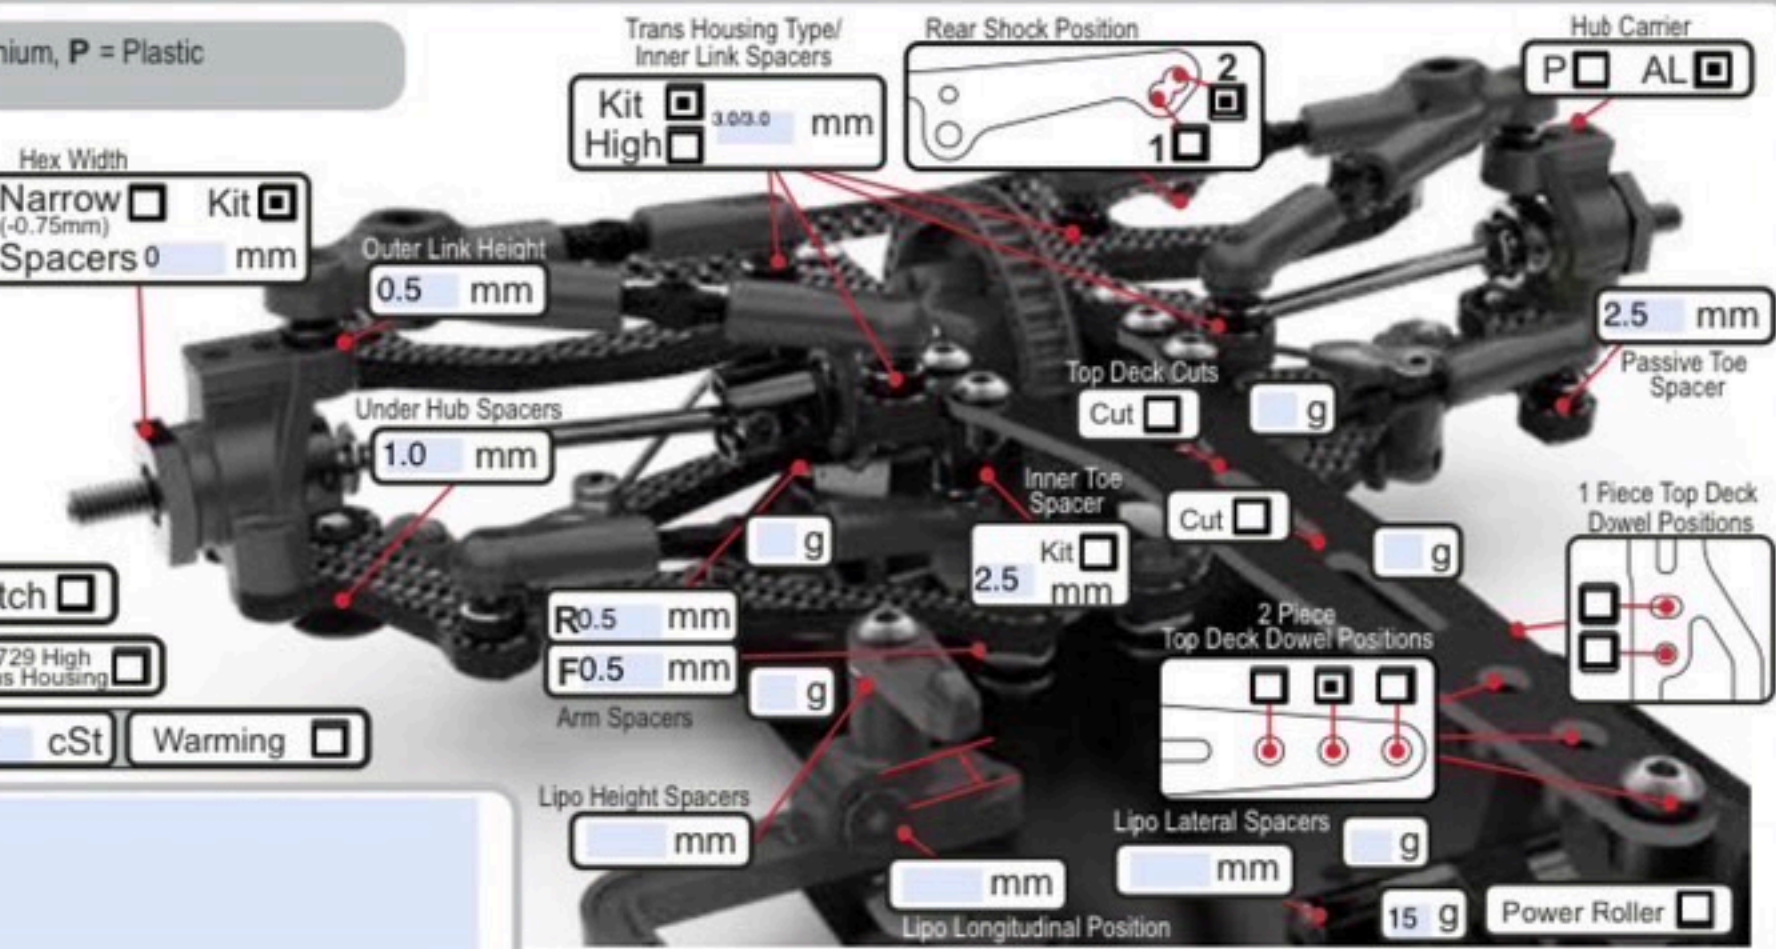 nium, P = Plastic
Trans Housing Type/
Inner Link Spacers
Kit 3.0/3.0 mm
High
Rear Shock Position
2
1
Hub Carrier
P AL
Hex Width
Narrow Kit
(-0.75mm)
Spacers 0 mm
Outer Link Height
0.5 mm
2.5 mm
Passive Toe
Spacer
Top Deck Cuts
Cut
g
Under Hub Spacers
1.0 mm
Inner Toe
Spacer
Kit
2.5 mm
Cut
g
g
1 Piece Top Deck
Dowel Positions
tch
729 High
s Housing
R0.5 mm
F0.5 mm
g
Arm Spacers
2 Piece
Top Deck Dowel Positions
cSt
Warming
Lipo Height Spacers
mm
mm
Lipo Longitudinal Position
Lipo Lateral Spacers
mm
g
15 g
Power Roller